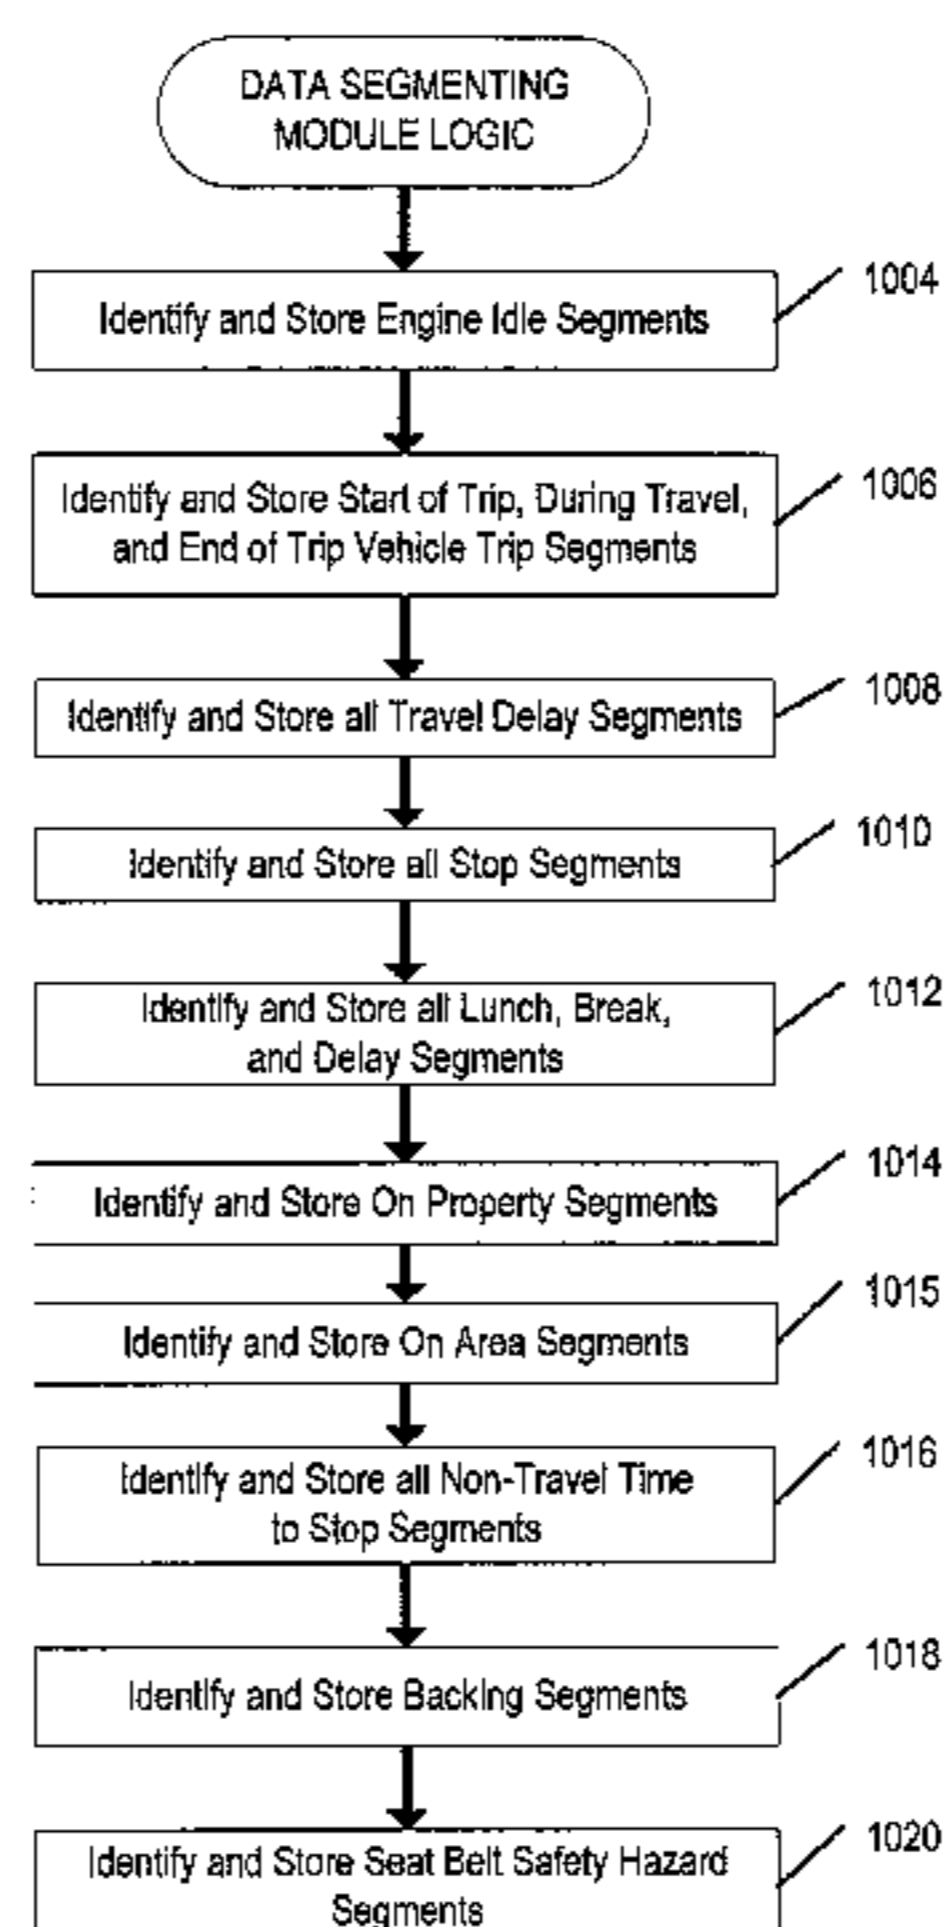 DATA SEGMENTING
MODULE LOGIC
1004
Identify and Store Engine Idle Segments
1006
Identify and Store Start of Trip, During Travel,
and End of Trip Vehicle Trip Segments
1008
Identify and Store all Travel Delay Segments
1010
Identify and Store all Stop Segments
1012
Identify and Store all Lunch, Break,
and Delay Segments
1014
Identify and Store On Property Segments
1015
Identify and Store On Area Segments
1016
Identify and Store all Non-Travel Time
to Stop Segments
1018
Identify and Store Backing Segments
1020
Identify and Store Seat Belt Safety Hazard
Segments